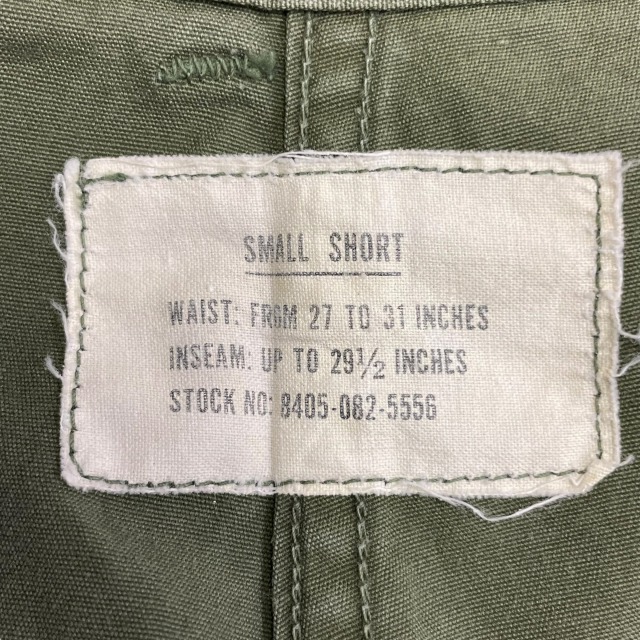 SMALL SHORT
WAIST: FROM 27 TO 31 INCHES
INSEAM: UP TO 29½ INCHES
STOCK NO: 8405-082-5556